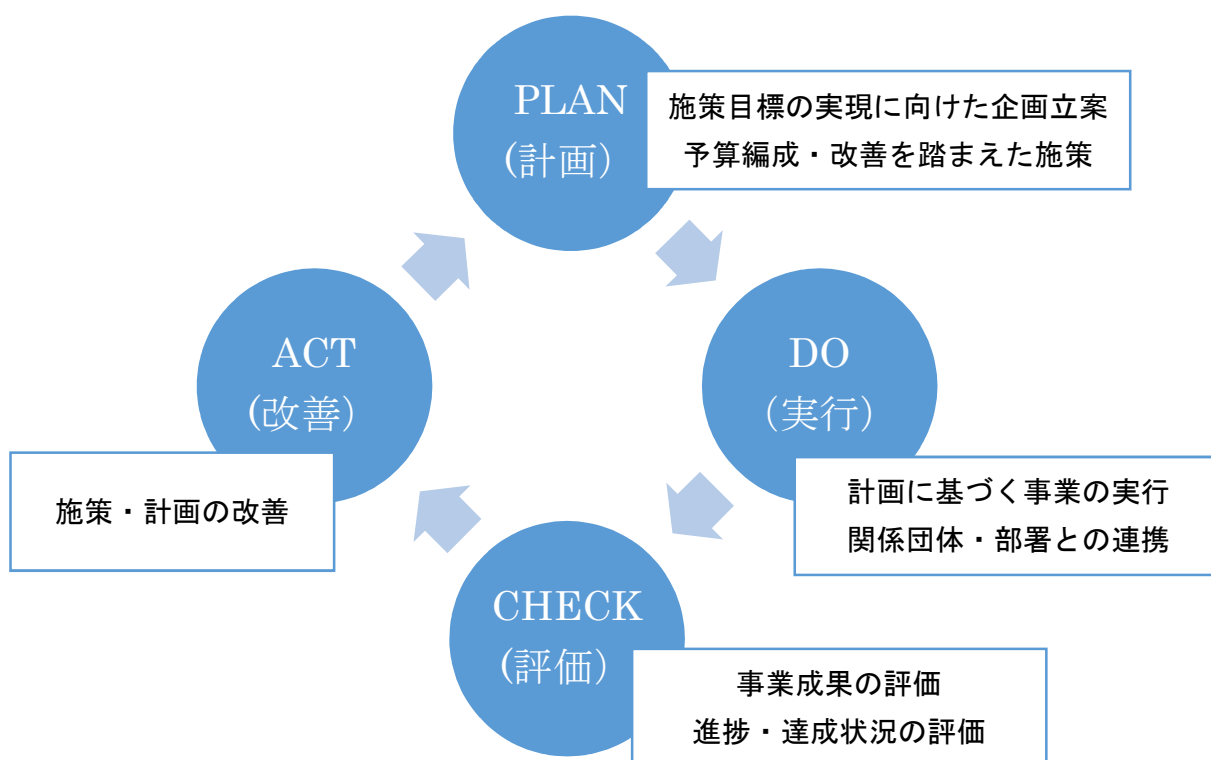 PLAN
(計画)
施策目標の実現に向けた企画立案
予算編成・改善を踏まえた施策
DO
(実行)
計画に基づく事業の実行
関係団体・部署との連携
CHECK
(評価)
事業成果の評価
進捗・達成状況の評価
ACT
(改善)
施策・計画の改善